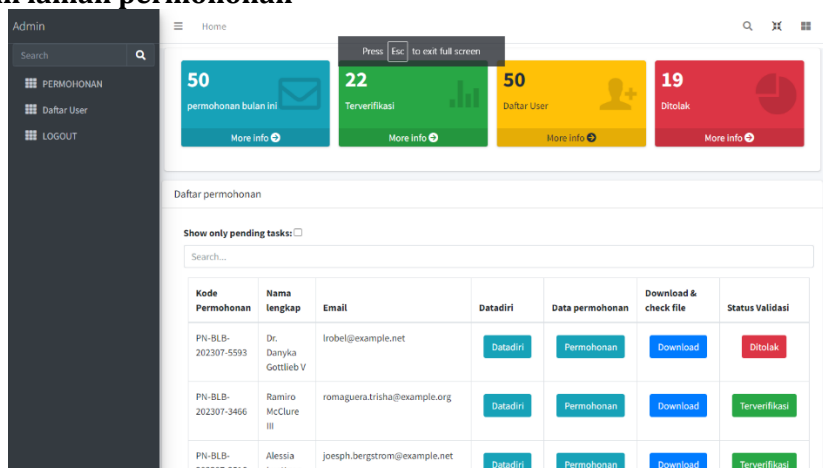 laman permohonan
Admin
Home
Search
Press Esc to exit full screen
PERMOHONAN
Daftar User
LOGOUT
50
permohonan bulan ini
More info
22
Terverifikasi
More info
50
Daftar User
More info
19
Ditolak
More info
Daftar permohonan
Show only pending tasks:
Search...
Kode Permohonan Nama lengkap Email Datadiri Data permohonan Download & check file Status Validasi
PN-BLB-202307-5593 Dr. Danyka Gottlieb V lrobel@example.net Datadiri Permohonan Download Ditolak
PN-BLB-202307-3466 Ramiro McClure III romaguera.trisha@example.org Datadiri Permohonan Download Terverifikasi
PN-BLB- Alessia joesph.bergstrom@example.net Datadiri Permohonan Download Terverifikasi